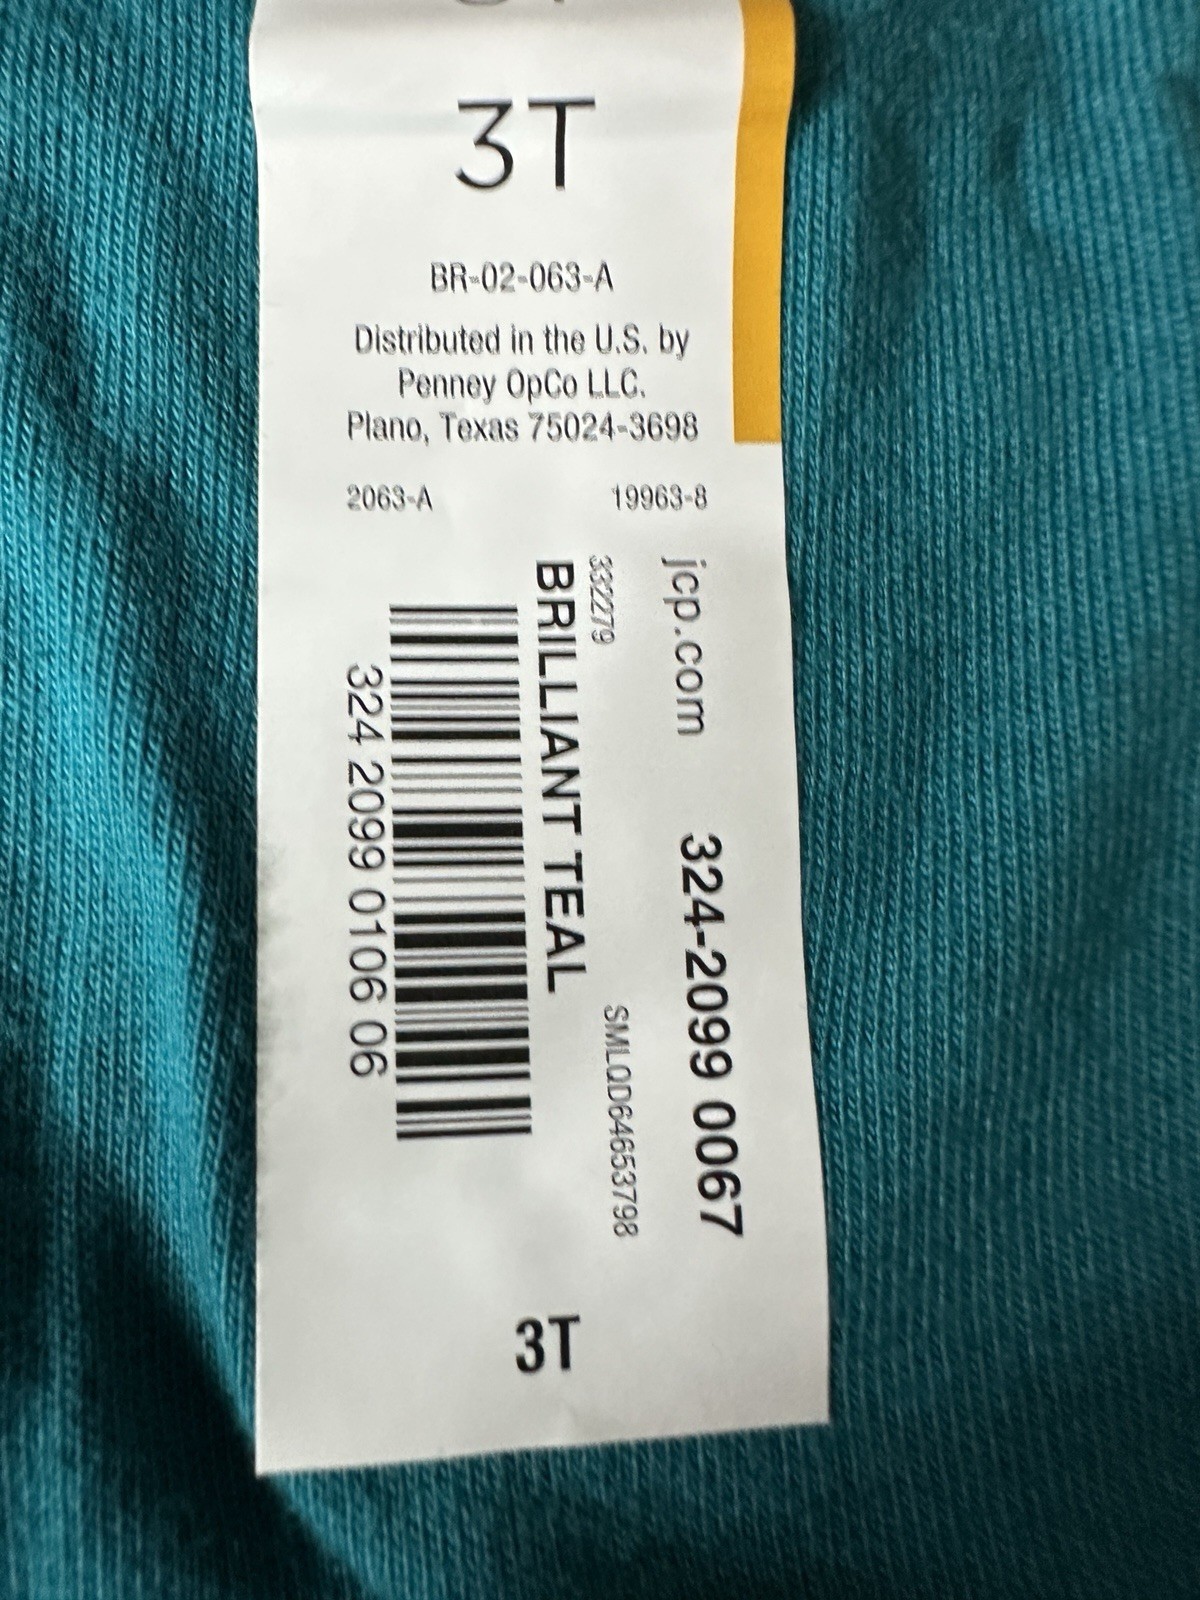 3T
BR-02-063-A
Distributed in the U.S. by
Penney OpCo LLC.
Plano, Texas 75024-3698
2063-A 19963-8
jcp.com 324-2099 0067
332279 SMLQD64653798
BRILLIANT TEAL
324 2099 0106 06
3T